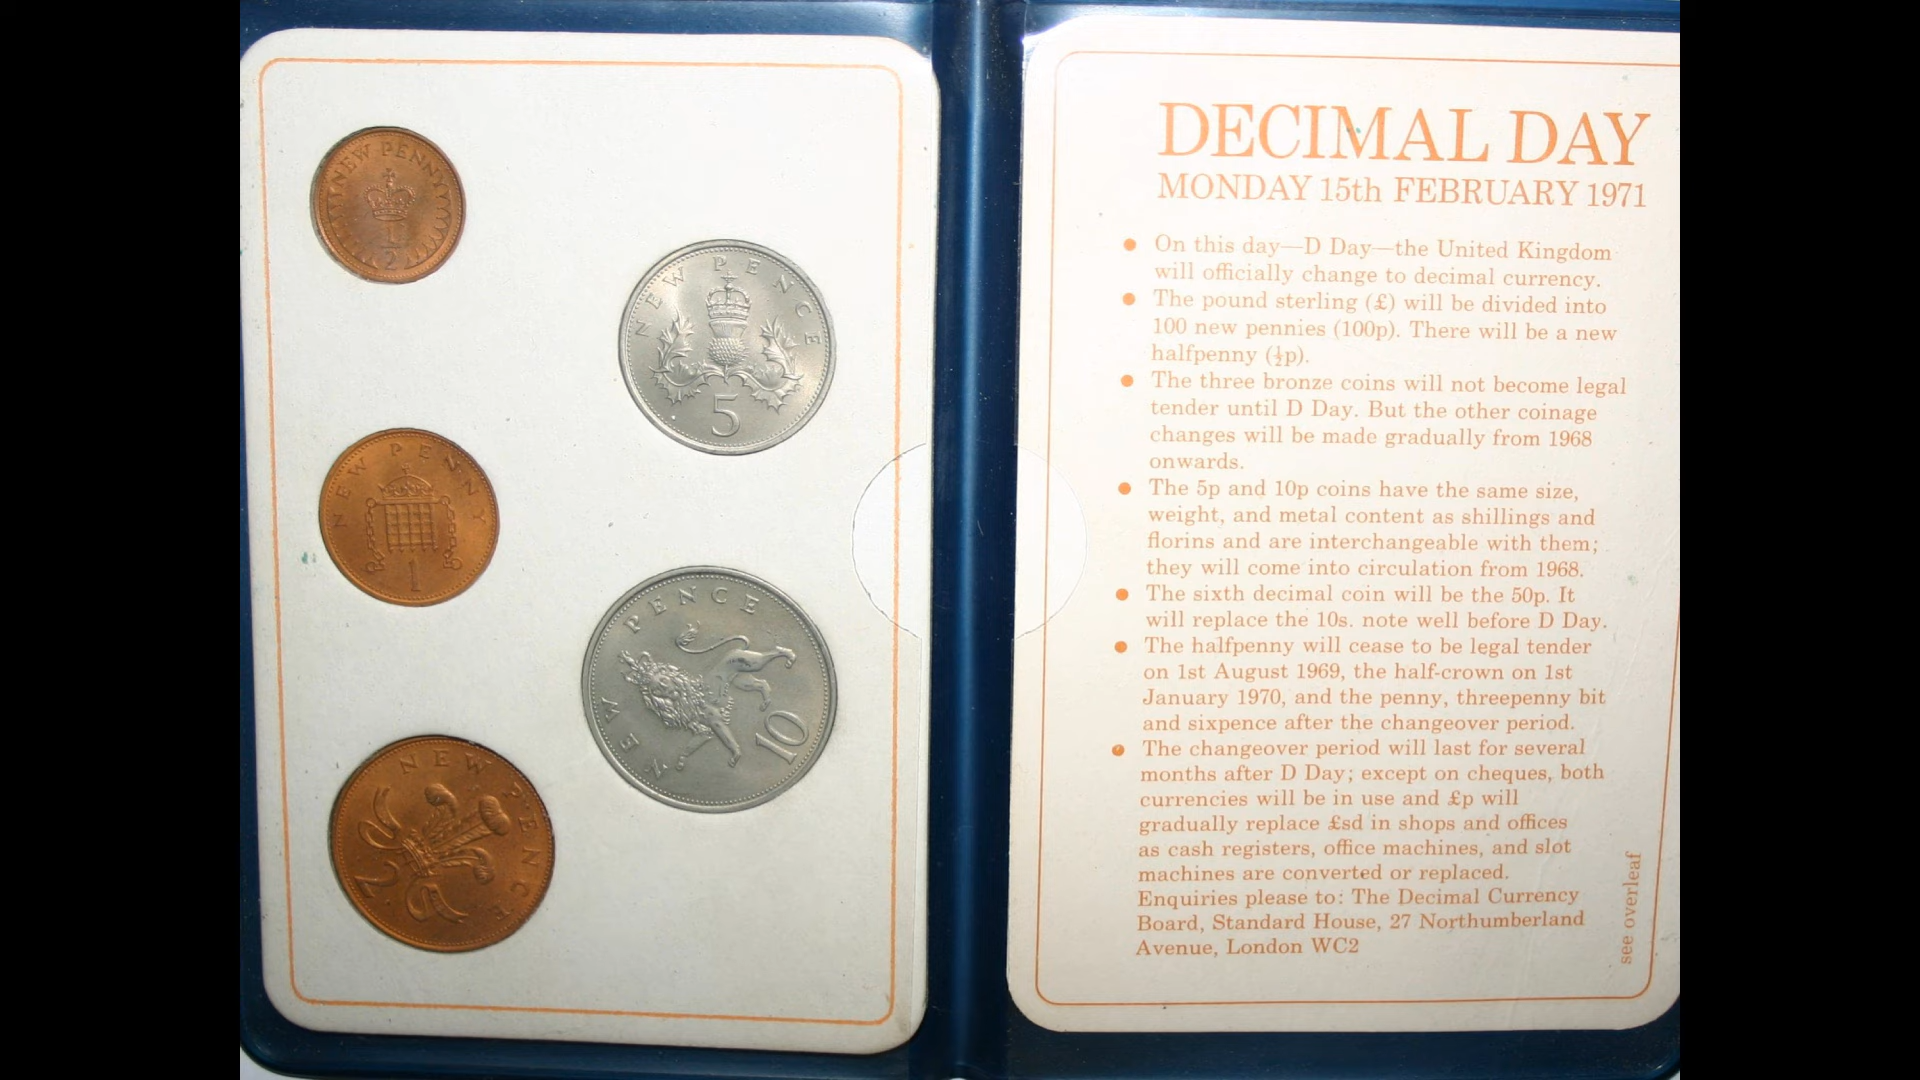 NEW PENNY
1
2
NEW PENCE
5
NEW PENNY
1
NEW PENCE
10
NEW PENCE
2
DECIMAL DAY
MONDAY 15th FEBRUARY 1971
• On this day—D Day—the United Kingdom
will officially change to decimal currency.
• The pound sterling (£) will be divided into
100 new pennies (100p). There will be a new
halfpenny (½p).
• The three bronze coins will not become legal
tender until D Day. But the other coinage
changes will be made gradually from 1968
onwards.
• The 5p and 10p coins have the same size,
weight, and metal content as shillings and
florins and are interchangeable with them;
they will come into circulation from 1968.
• The sixth decimal coin will be the 50p. It
will replace the 10s. note well before D Day.
• The halfpenny will cease to be legal tender
on 1st August 1969, the half-crown on 1st
January 1970, and the penny, threepenny bit
and sixpence after the changeover period.
• The changeover period will last for several
months after D Day; except on cheques, both
currencies will be in use and £p will
gradually replace £sd in shops and offices
as cash registers, office machines, and slot
machines are converted or replaced.
Enquiries please to: The Decimal Currency
Board, Standard House, 27 Northumberland
Avenue, London WC2
see overleaf